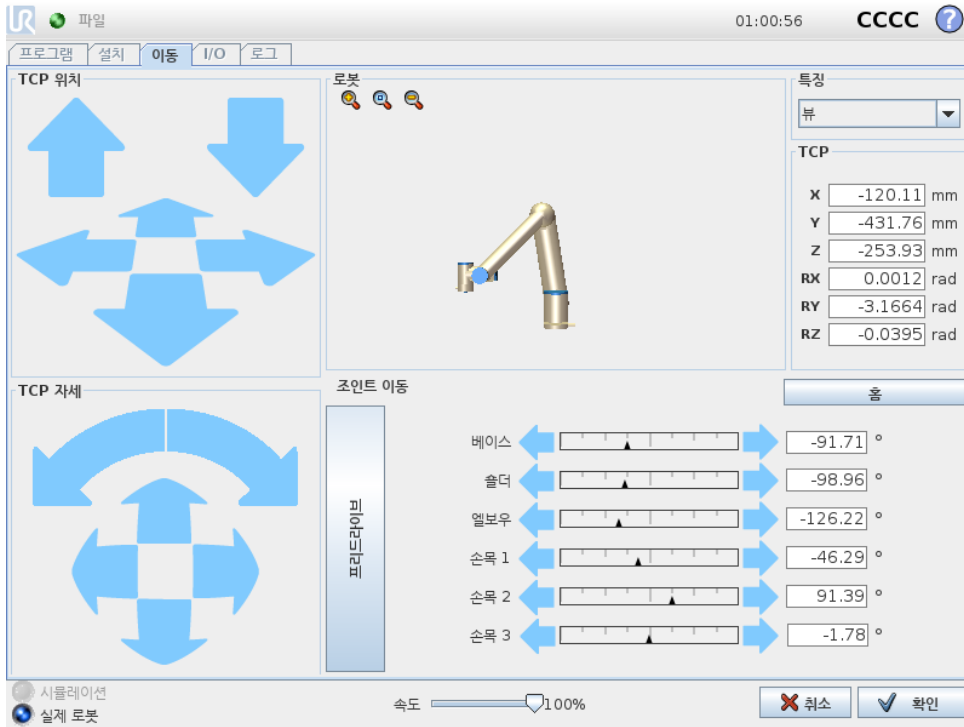 UR 파일 01:00:56 CCCC ?
프로그램 설치 이동 I/O 로그
TCP 위치
로봇
특징
뷰
TCP
X -120.11 mm
Y -431.76 mm
Z -253.93 mm
RX 0.0012 rad
RY -3.1664 rad
RZ -0.0395 rad
TCP 자세
조인트 이동
홈
프리드라이브
베이스 -91.71 °
숄더 -98.96 °
엘보우 -126.22 °
손목 1 -46.29 °
손목 2 91.39 °
손목 3 -1.78 °
시뮬레이션
실제 로봇
속도 100%
취소
확인